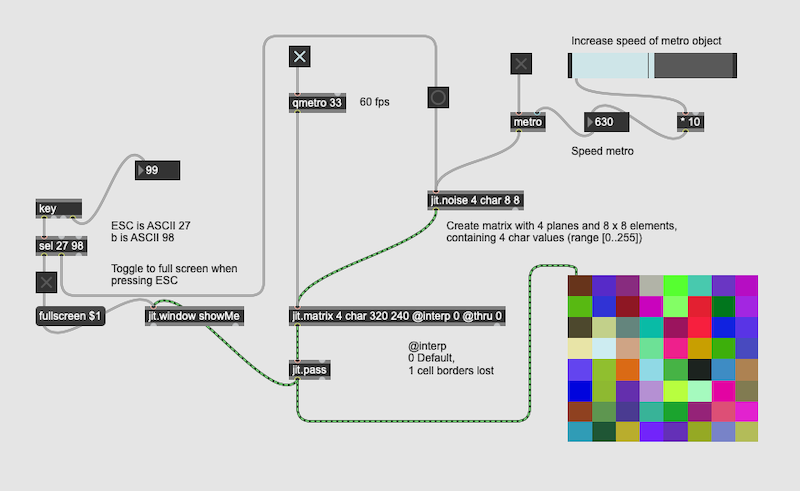 Increase speed of metro object
qmetro 33
60 fps
metro
630
* 10
Speed metro
99
key
jit.noise 4 char 8 8
ESC is ASCII 27
b is ASCII 98
Create matrix with 4 planes and 8 x 8 elements,
containing 4 char values (range [0..255])
sel 27 98
Toggle to full screen when
pressing ESC
fullscreen $1
jit.window showMe
jit.matrix 4 char 320 240 @interp 0 @thru 0
@interp
0 Default,
1 cell borders lost
jit.pass